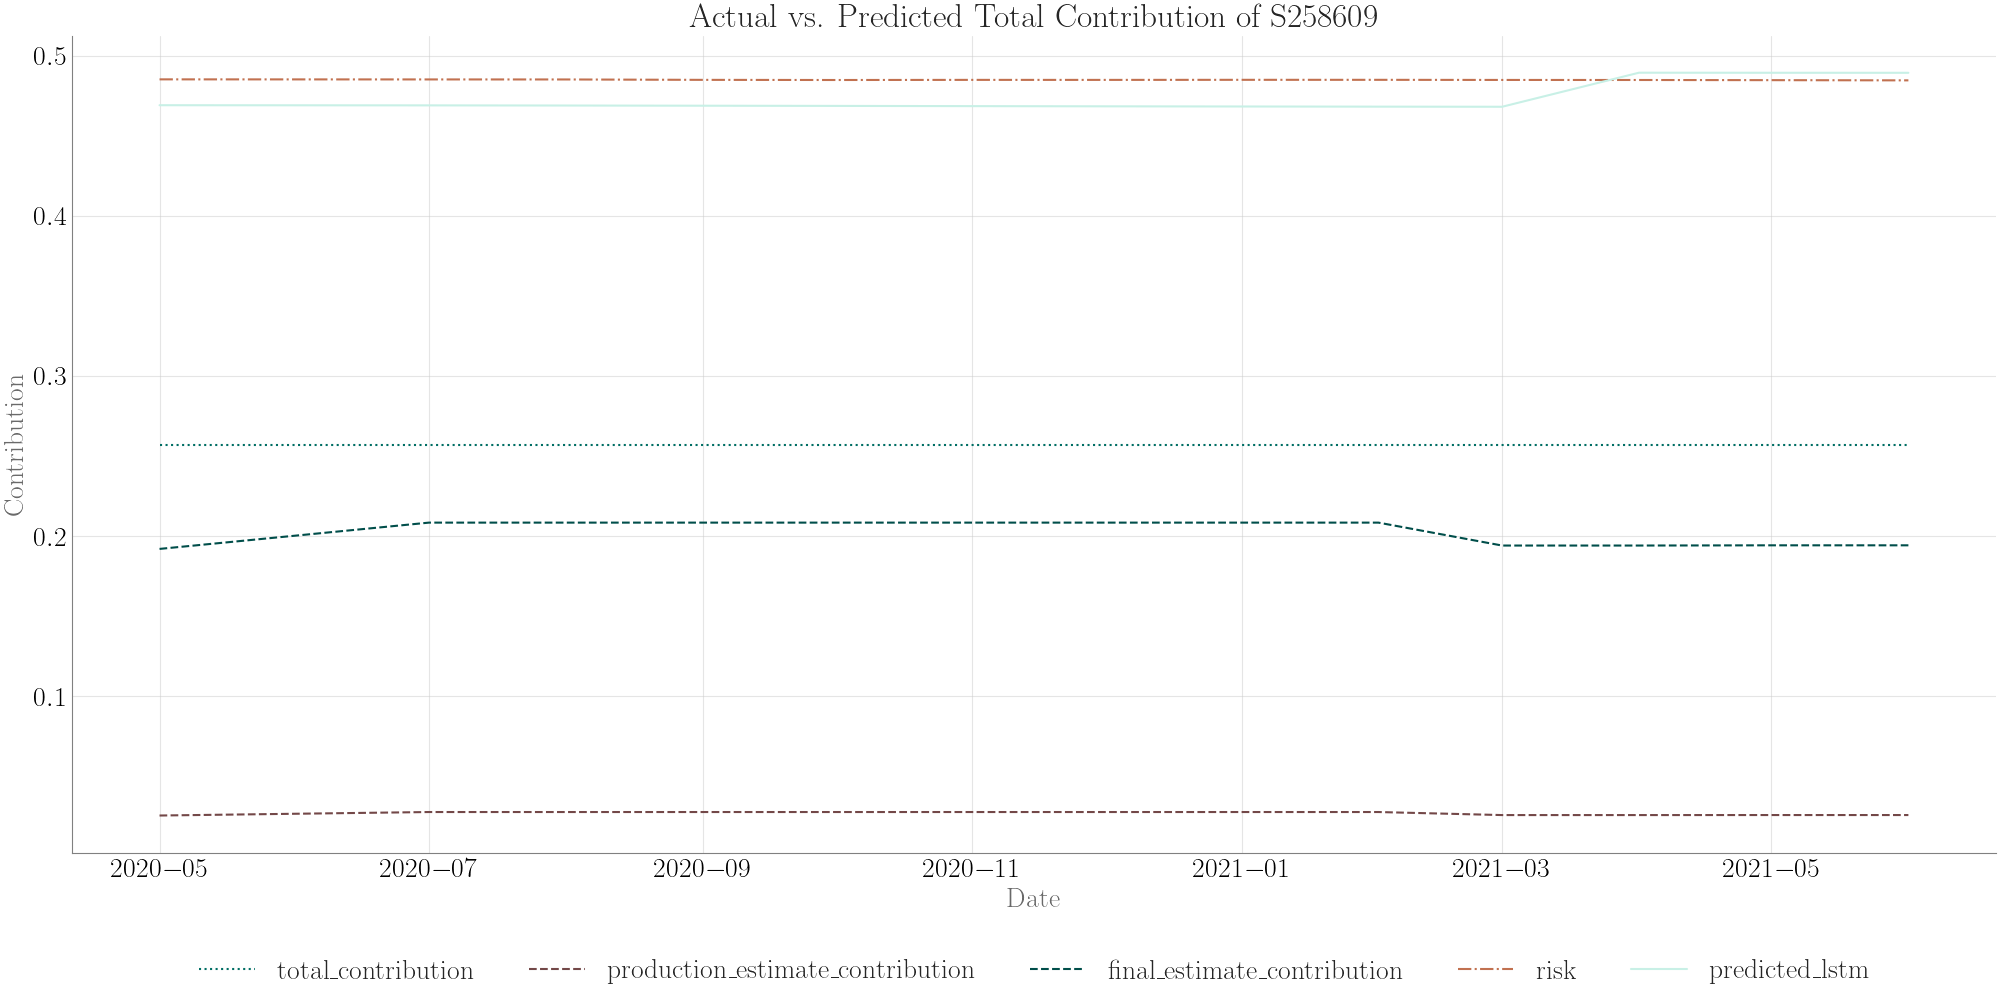 Actual vs. Predicted Total Contribution of S258609
0.5
0.4
0.3
0.2
0.1
Contribution
2020–05 2020–07 2020–09 2020–11 2021–01 2021–03 2021–05
Date
total_contribution production_estimate_contribution final_estimate_contribution risk predicted_lstm